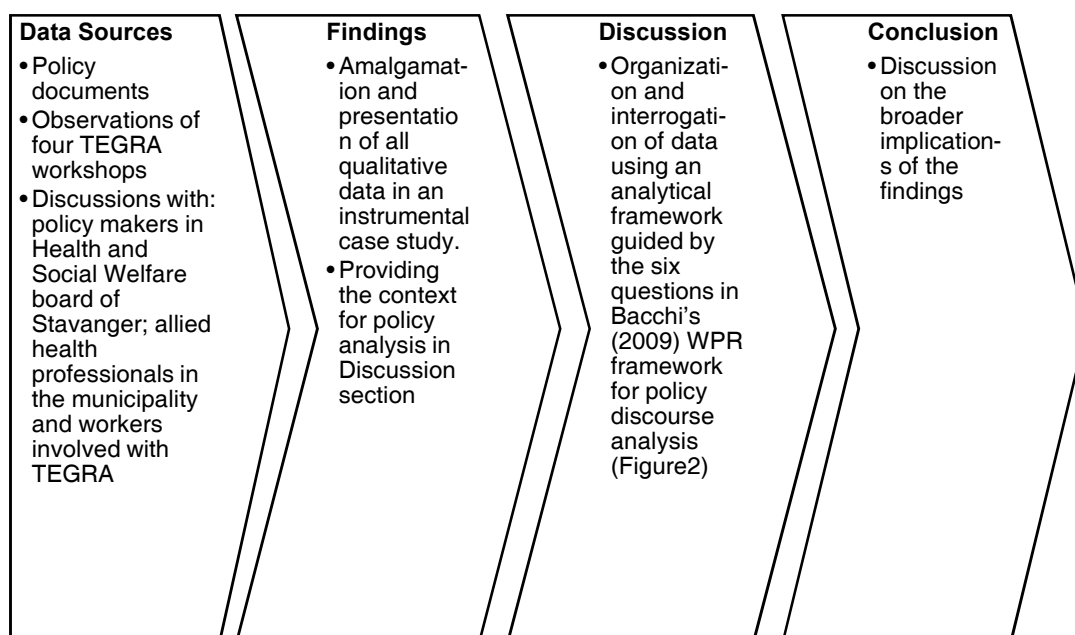 Data Sources
•Policy
documents
•Observations of
four TEGRA
workshops
•Discussions with:
policy makers in
Health and
Social Welfare
board of
Stavanger; allied
health
professionals in
the municipality
and workers
involved with
TEGRA
Findings
•Amalgamat-
ion and
presentatio
n of all
qualitative
data in an
instrumental
case study.
•Providing
the context
for policy
analysis in
Discussion
section
Discussion
•Organizati-
on and
interrogati-
on of data
using an
analytical
framework
guided by
the six
questions in
Bacchi's
(2009) WPR
framework
for policy
discourse
analysis
(Figure2)
Conclusion
•Discussion
on the
broader
implication-
s of the
findings